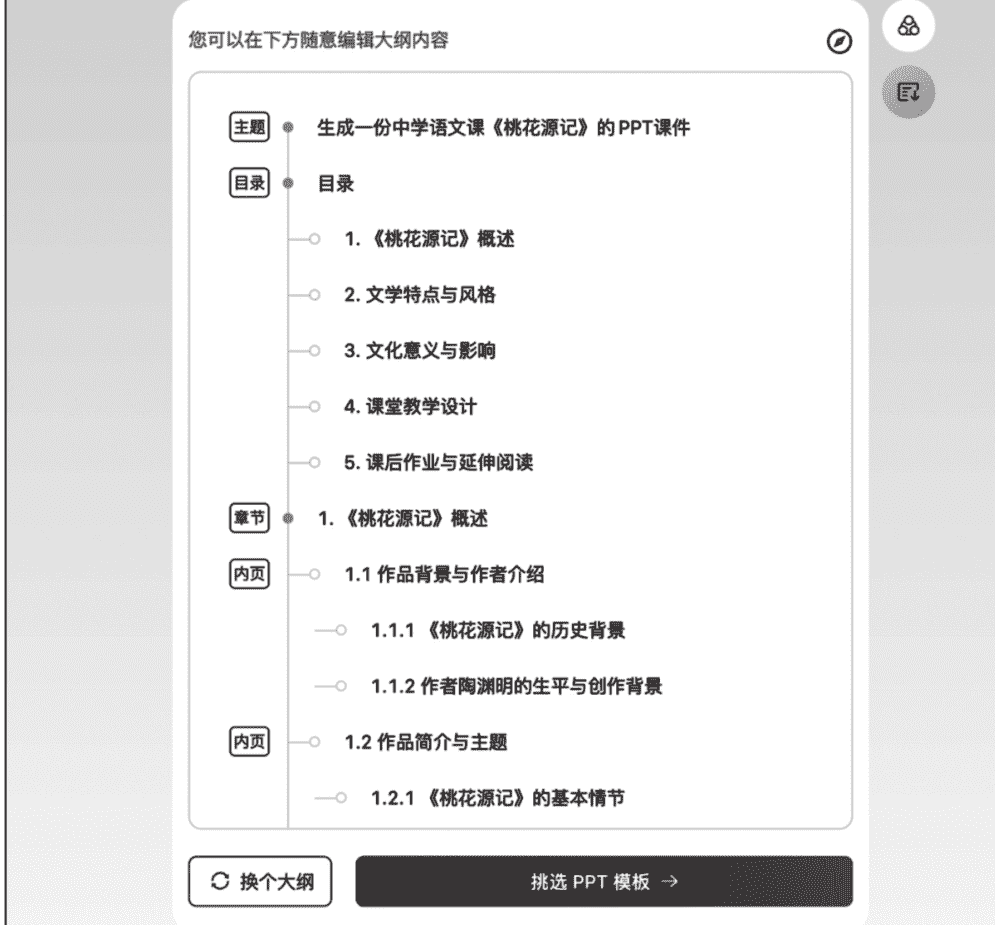 您可以在下方随意编辑大纲内容
主题 生成一份中学语文课《桃花源记》的PPT课件
目录 目录
1.《桃花源记》概述
2. 文学特点与风格
3. 文化意义与影响
4. 课堂教学设计
5. 课后作业与延伸阅读
章节 1.《桃花源记》概述
内页 1.1 作品背景与作者介绍
1.1.1 《桃花源记》的历史背景
1.1.2 作者陶渊明的生平与创作背景
内页 1.2 作品简介与主题
1.2.1 《桃花源记》的基本情节
换个大纲 挑选 PPT 模板 →